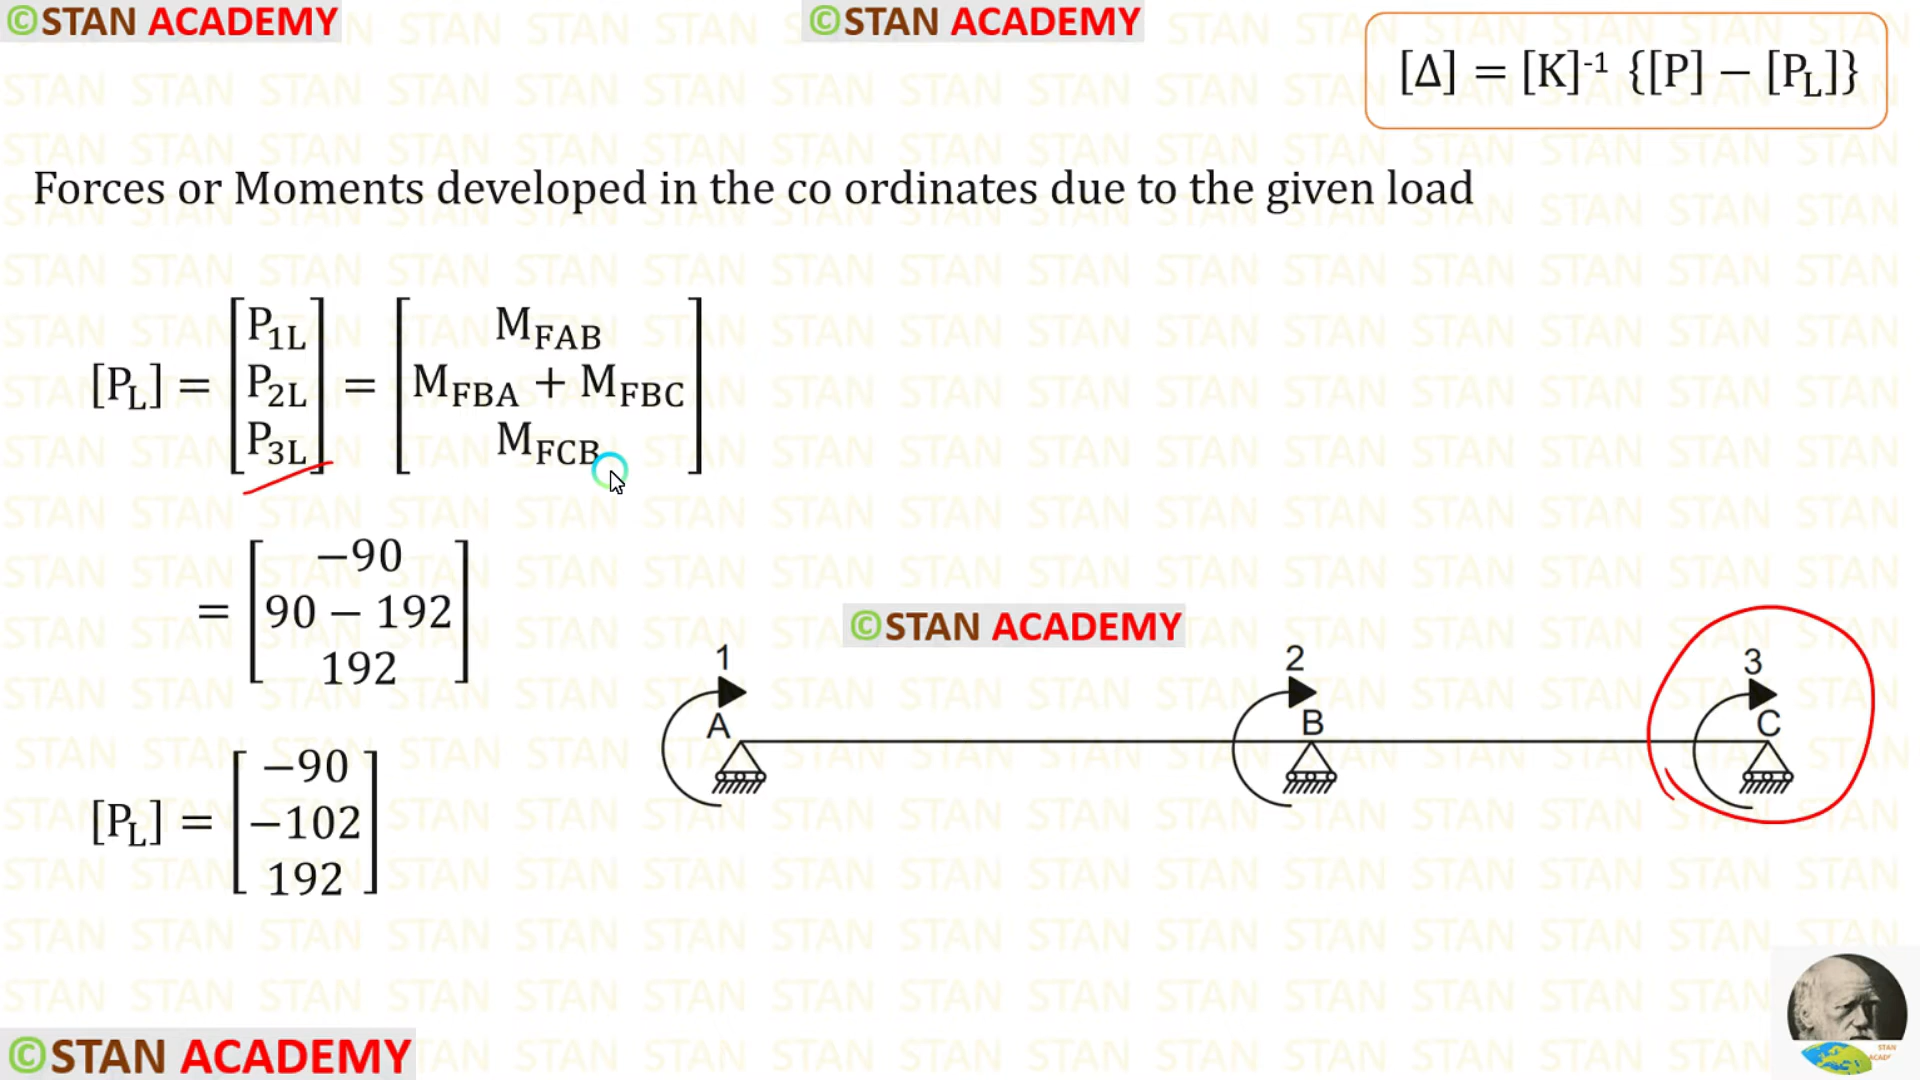 ©STAN ACADEMY
©STAN ACADEMY
[Δ] = [K]⁻¹ {[P] − [P_L]}
Forces or Moments developed in the co ordinates due to the given load
[P_L] = [P_1L P_2L P_3L] = [M_FAB M_FBA + M_FBC M_FCB]
= [−90 90 − 192 192]
[P_L] = [−90 −102 192]
©STAN ACADEMY
1 2 3
A B C
©STAN ACADEMY
STAN